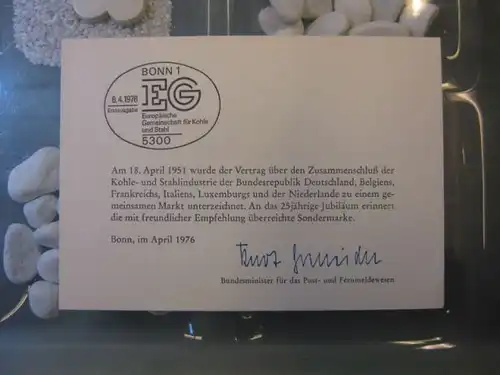 BONN 1
6.4.1976
Erstausgabe
EG
Europäische
Gemeinschaft für Kohle
und Stahl
5300
Am 18. April 1951 wurde der Vertrag über den Zusammenschluß der
Kohle- und Stahlindustrie der Bundesrepublik Deutschland, Belgiens,
Frankreichs, Italiens, Luxemburgs und der Niederlande zu einem ge-
meinsamen Markt unterzeichnet. An das 25jährige Jubiläum erinnert
die mit freundlicher Empfehlung überreichte Sondermarke.
Bonn, im April 1976
Kurt Gscheidle
Bundesminister für das Post- und Fernmeldewesen